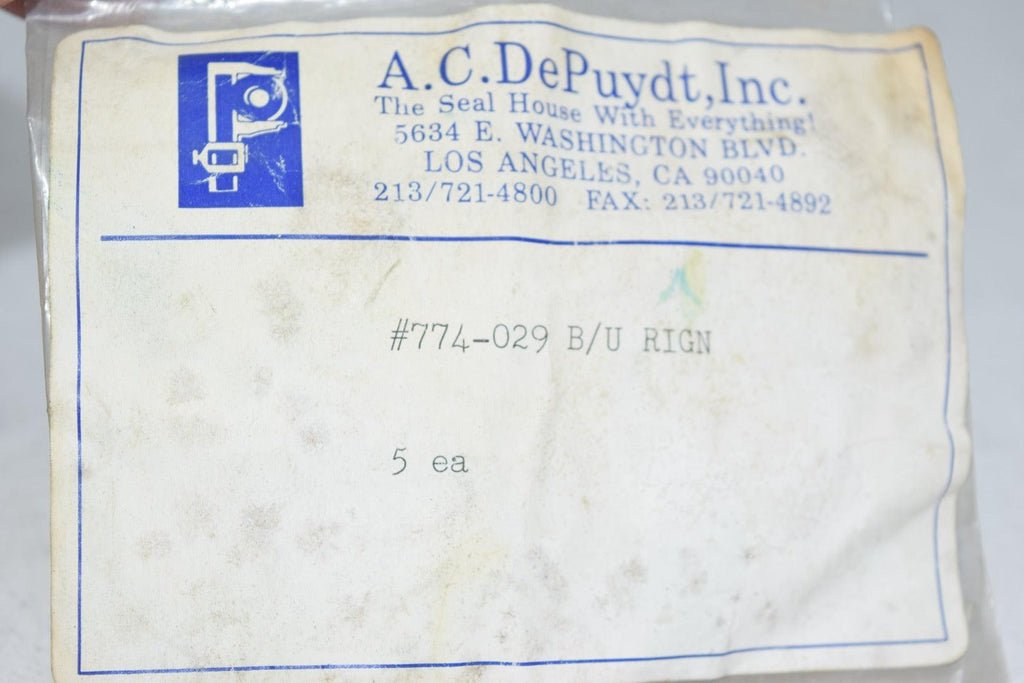 A.C.DePuydt,Inc.
The Seal House With Everything!
5634 E. WASHINGTON BLVD.
LOS ANGELES, CA 90040
213/721-4800 FAX: 213/721-4892
#774-029 B/U RIGN
5 ea